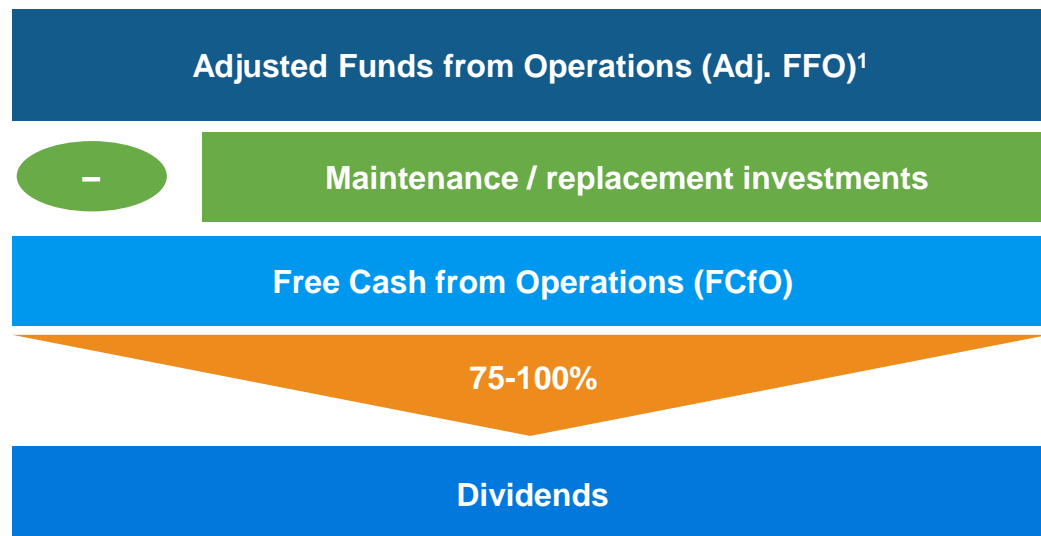 Adjusted Funds from Operations (Adj. FFO)¹
–
Maintenance / replacement investments
Free Cash from Operations (FCfO)
75-100%
Dividends